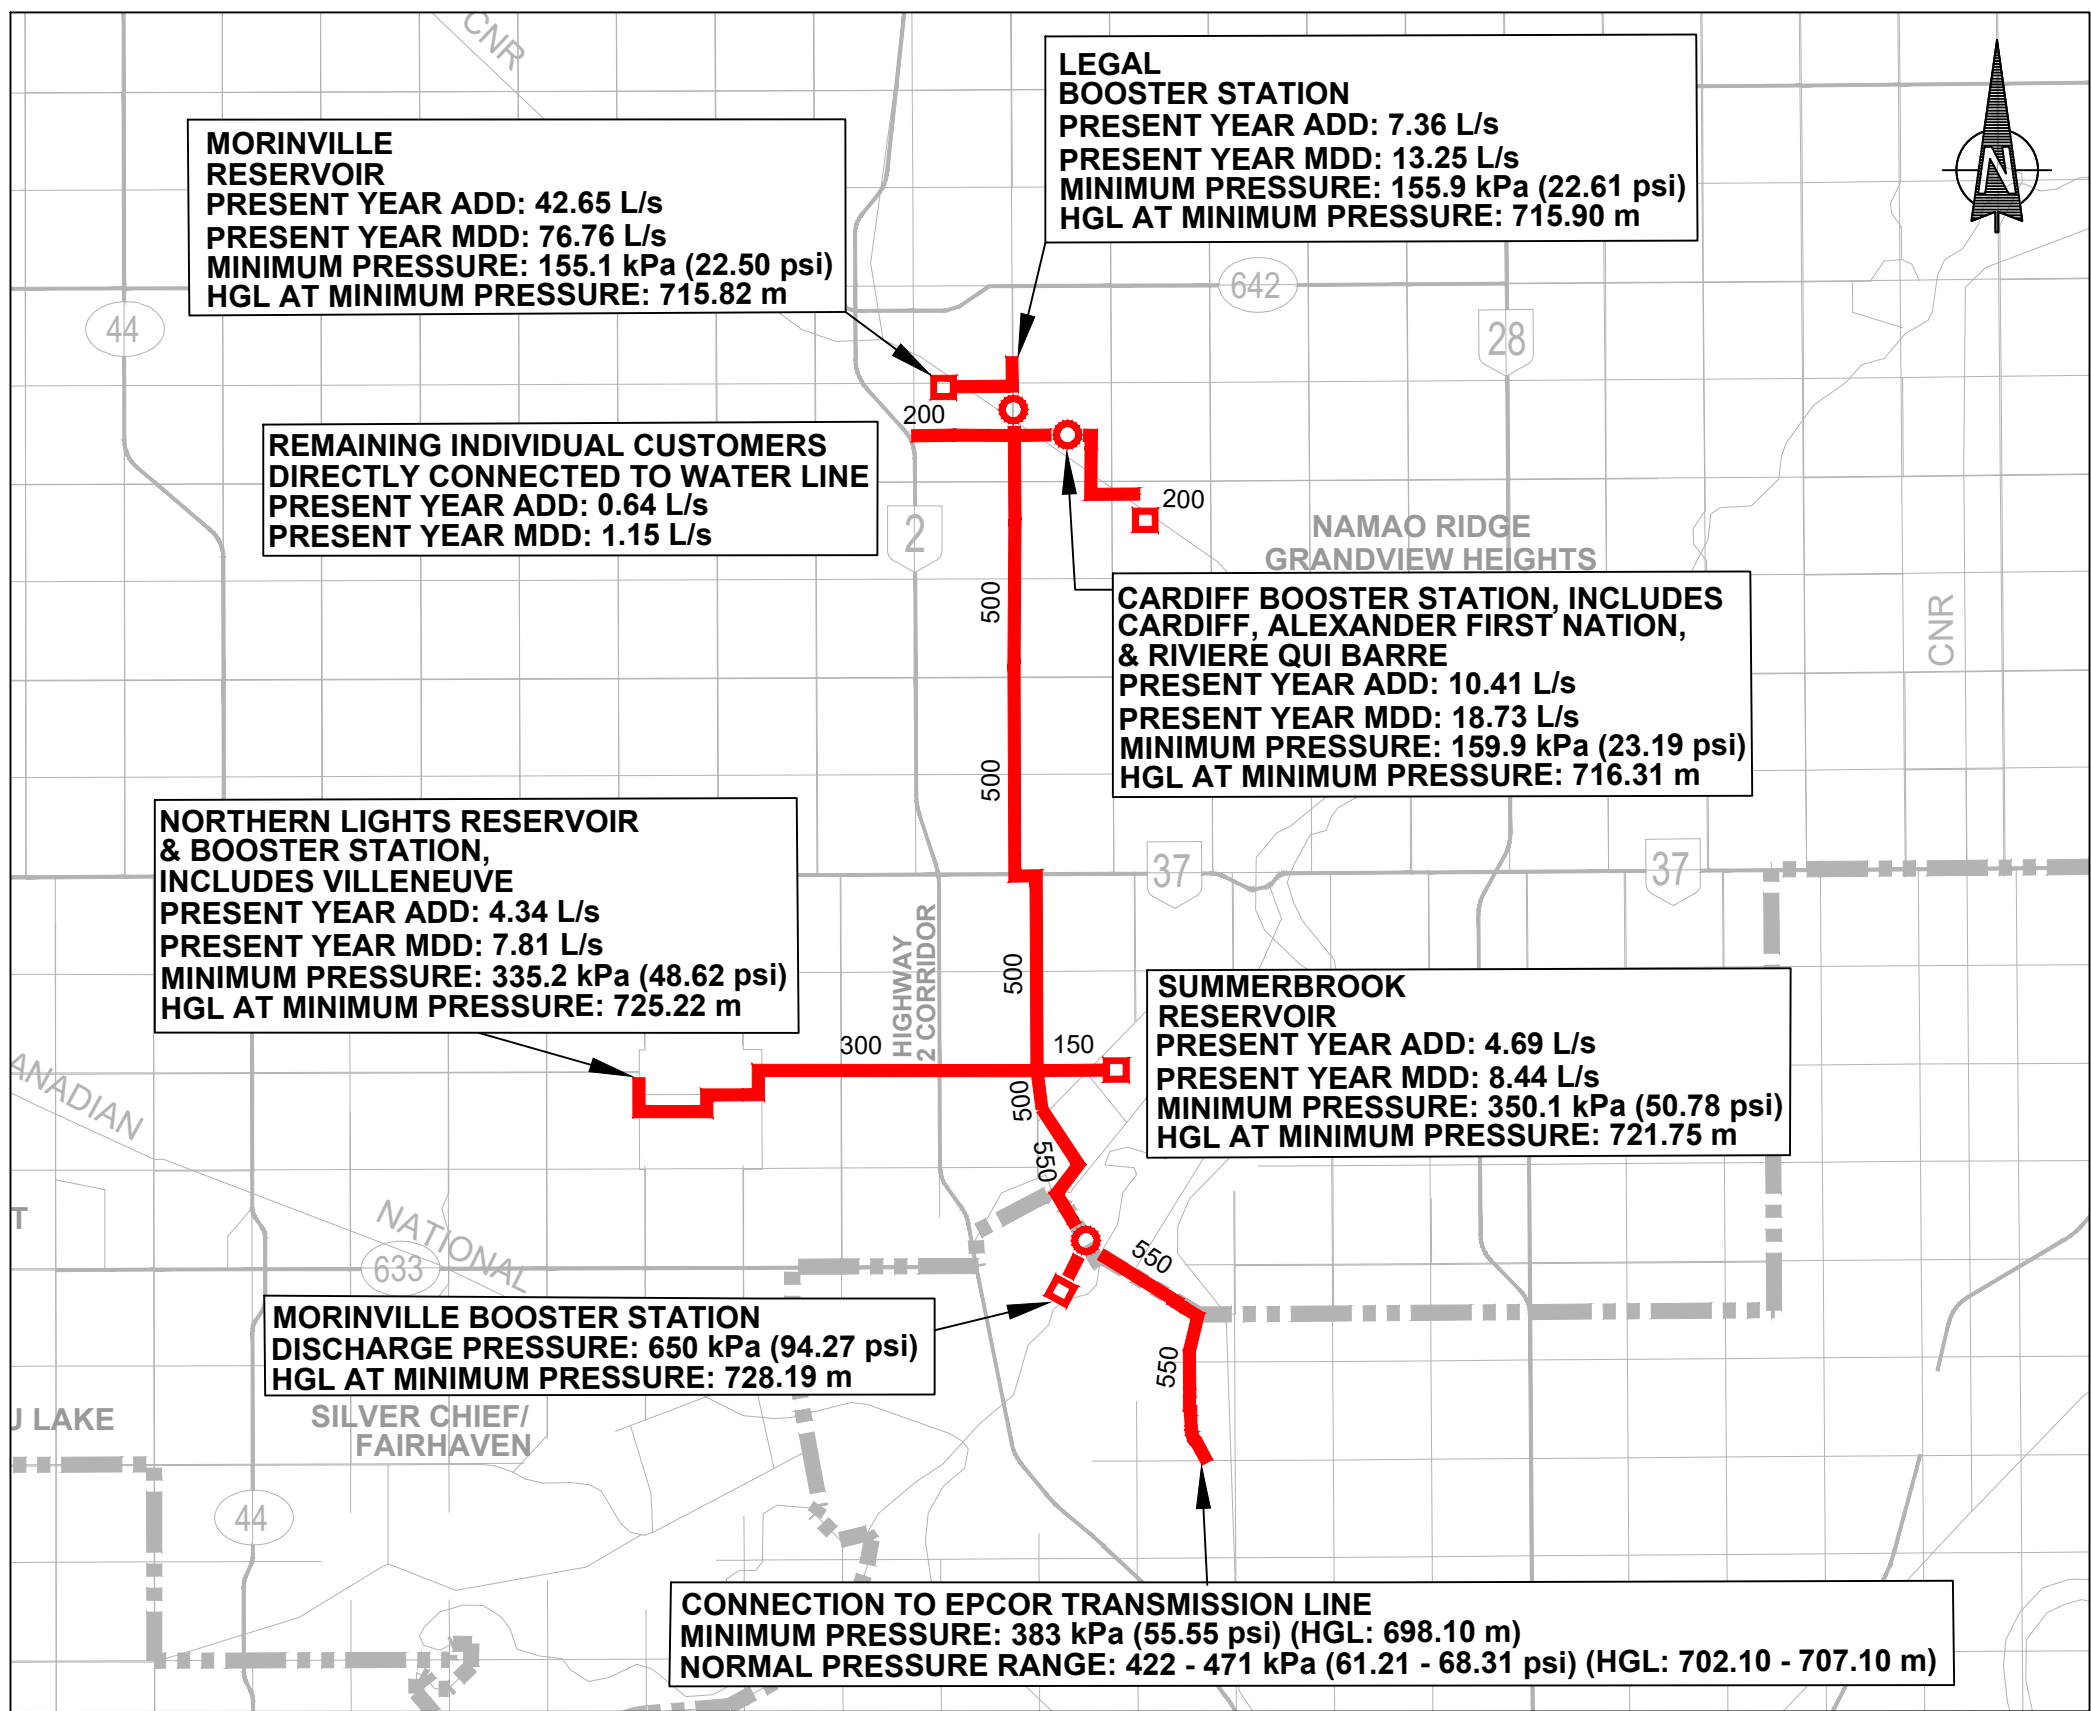 CNR
LEGAL
BOOSTER STATION
PRESENT YEAR ADD: 7.36 L/s
PRESENT YEAR MDD: 13.25 L/s
MINIMUM PRESSURE: 155.9 kPa (22.61 psi)
HGL AT MINIMUM PRESSURE: 715.90 m
N
MORINVILLE
RESERVOIR
PRESENT YEAR ADD: 42.65 L/s
PRESENT YEAR MDD: 76.76 L/s
MINIMUM PRESSURE: 155.1 kPa (22.50 psi)
HGL AT MINIMUM PRESSURE: 715.82 m
642
44
28
200
REMAINING INDIVIDUAL CUSTOMERS
DIRECTLY CONNECTED TO WATER LINE
PRESENT YEAR ADD: 0.64 L/s
PRESENT YEAR MDD: 1.15 L/s
200
2
NAMAO RIDGE
GRANDVIEW HEIGHTS
500
CARDIFF BOOSTER STATION, INCLUDES
CARDIFF, ALEXANDER FIRST NATION,
& RIVIERE QUI BARRE
PRESENT YEAR ADD: 10.41 L/s
PRESENT YEAR MDD: 18.73 L/s
MINIMUM PRESSURE: 159.9 kPa (23.19 psi)
HGL AT MINIMUM PRESSURE: 716.31 m
CNR
500
NORTHERN LIGHTS RESERVOIR
& BOOSTER STATION,
INCLUDES VILLENEUVE
PRESENT YEAR ADD: 4.34 L/s
PRESENT YEAR MDD: 7.81 L/s
MINIMUM PRESSURE: 335.2 kPa (48.62 psi)
HGL AT MINIMUM PRESSURE: 725.22 m
37
37
HIGHWAY
2 CORRIDOR
500
SUMMERBROOK
RESERVOIR
PRESENT YEAR ADD: 4.69 L/s
PRESENT YEAR MDD: 8.44 L/s
MINIMUM PRESSURE: 350.1 kPa (50.78 psi)
HGL AT MINIMUM PRESSURE: 721.75 m
300
150
500
ANADIAN
550
T
NATIONAL
633
550
MORINVILLE BOOSTER STATION
DISCHARGE PRESSURE: 650 kPa (94.27 psi)
HGL AT MINIMUM PRESSURE: 728.19 m
550
U LAKE
SILVER CHIEF/
FAIRHAVEN
44
CONNECTION TO EPCOR TRANSMISSION LINE
MINIMUM PRESSURE: 383 kPa (55.55 psi) (HGL: 698.10 m)
NORMAL PRESSURE RANGE: 422 - 471 kPa (61.21 - 68.31 psi) (HGL: 702.10 - 707.10 m)